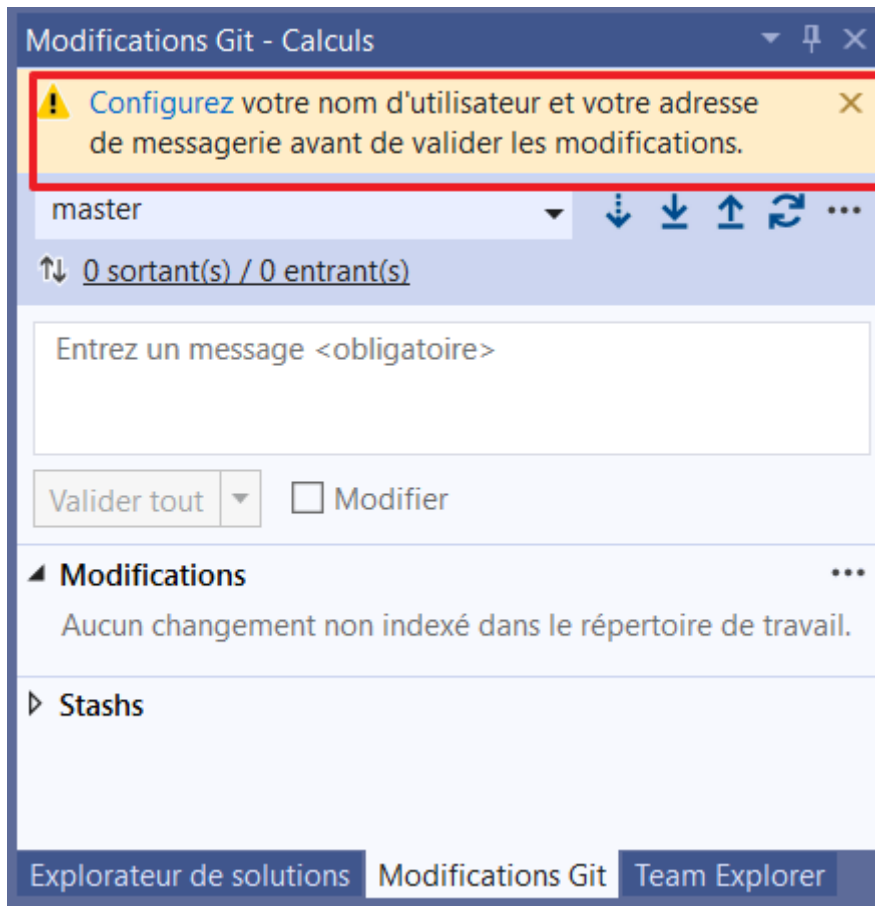 Modifications Git - Calculs
Configurez votre nom d'utilisateur et votre adresse
de messagerie avant de valider les modifications.
master
0 sortant(s) / 0 entrant(s)
Entrez un message <obligatoire>
Valider tout
Modifier
Modifications
Aucun changement non indexé dans le répertoire de travail.
Stashs
Explorateur de solutions Modifications Git Team Explorer